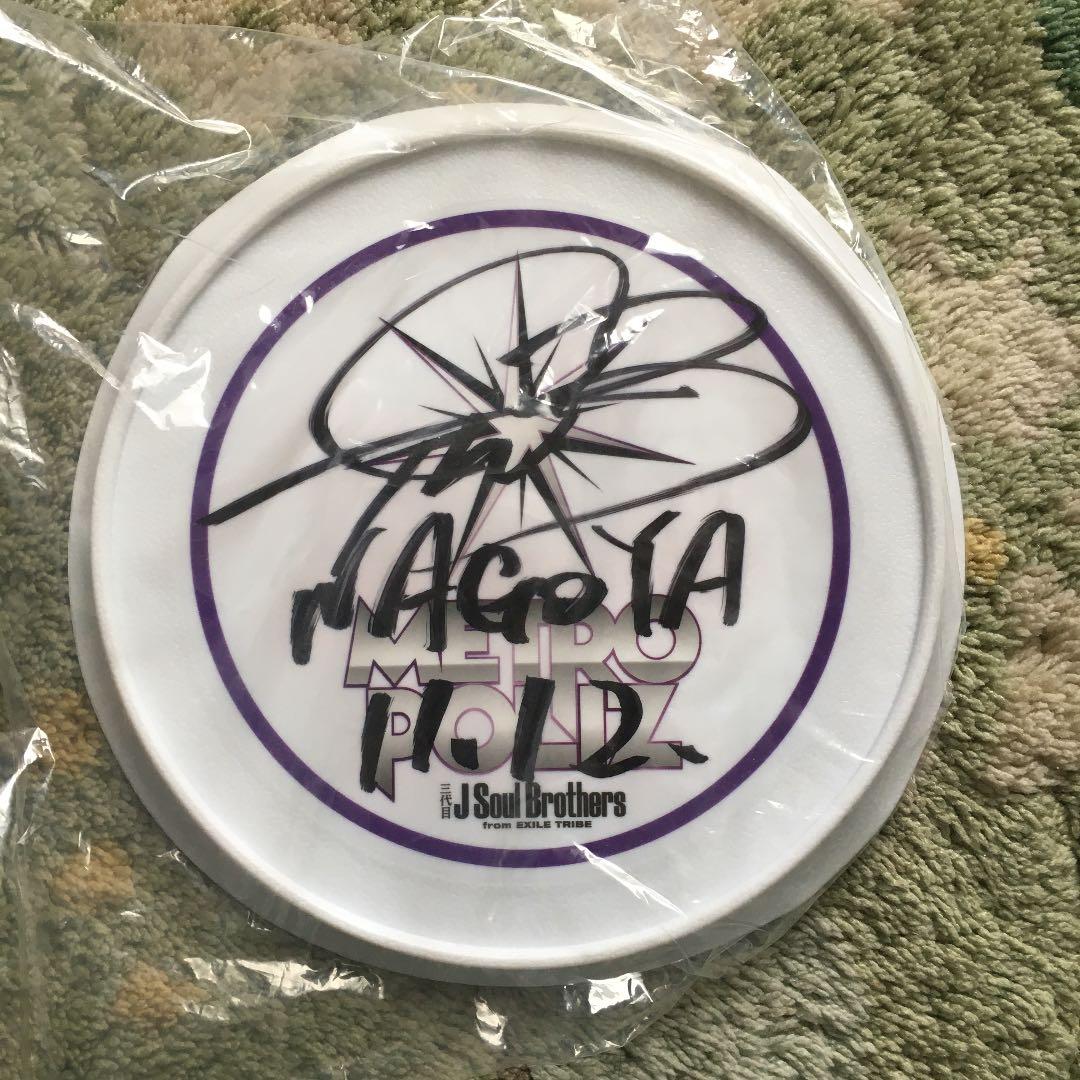 NAGOYA
METRO
11.12.
POLIZ
三代目 J Soul Brothers
from EXILE TRIBE